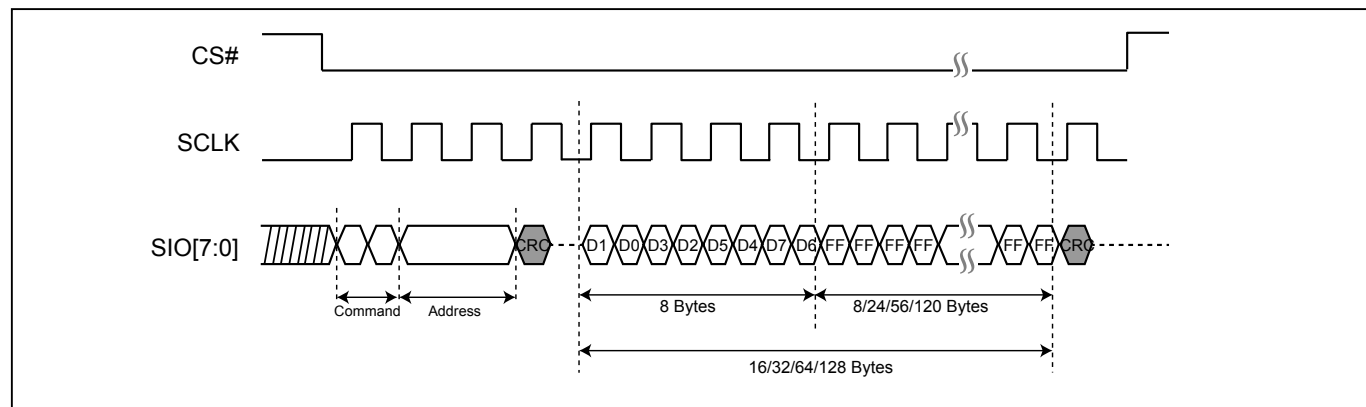 CS#
SCLK
SIO[7:0]
CRC D1 D0 D3 D2 D5 D4 D7 D6 FF FF FF FF FF FF CRC
Command Address 8 Bytes 8/24/56/120 Bytes
16/32/64/128 Bytes